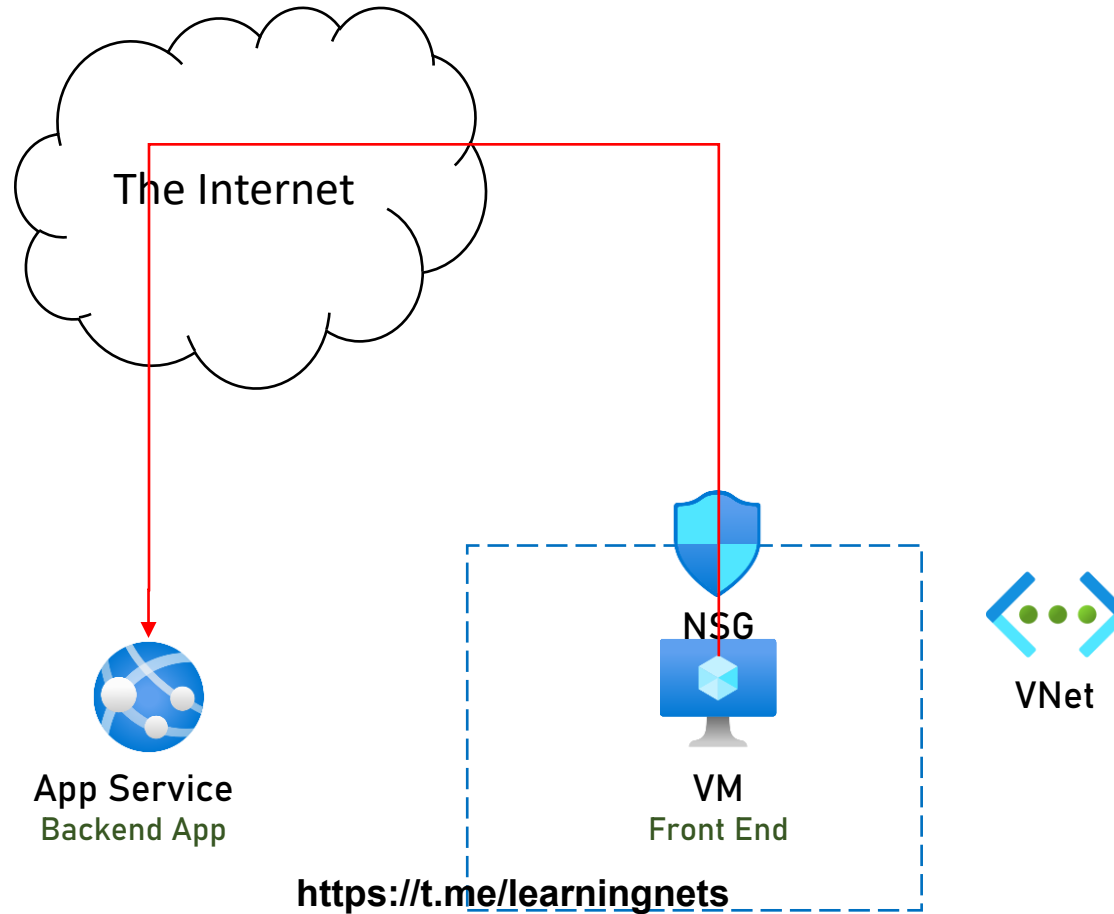 The Internet
NSG
VNet
App Service
Backend App
VM
Front End
https://t.me/learningnets